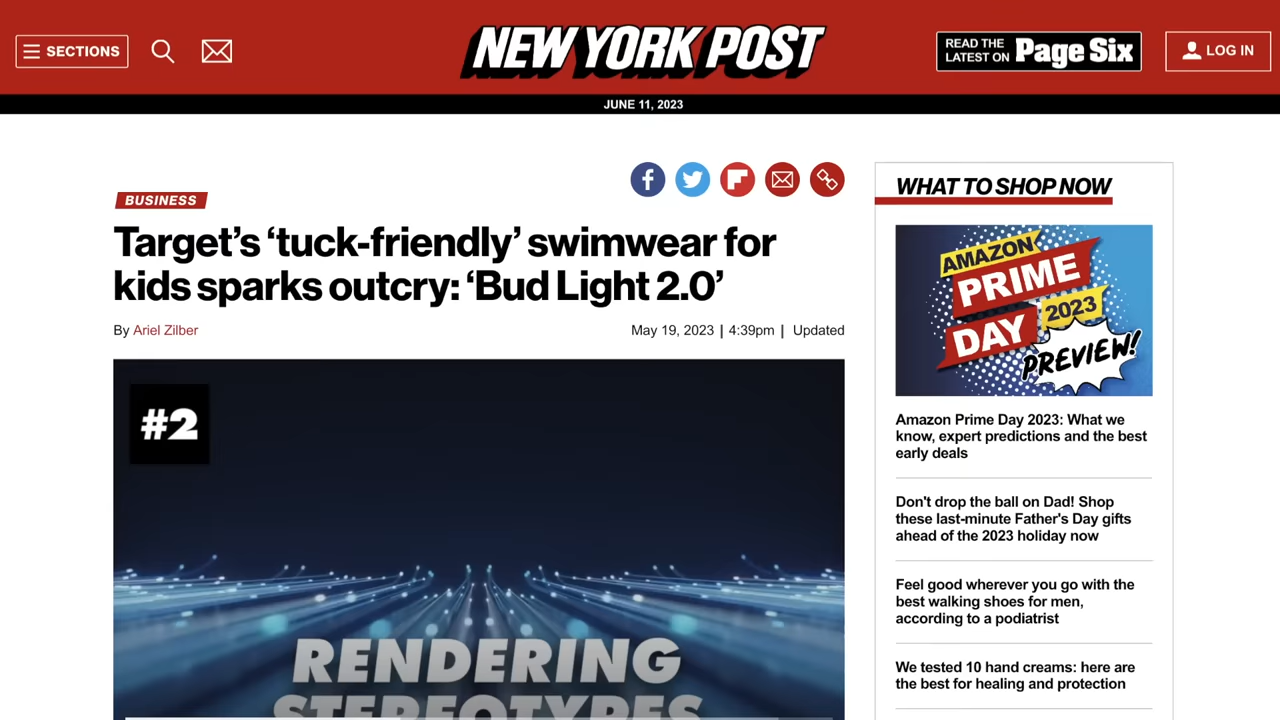 SECTIONS
NEW YORK POST
READ THE
LATEST ON
Page Six
LOG IN
JUNE 11, 2023
BUSINESS
Target's ‘tuck-friendly’ swimwear for
kids sparks outcry: ‘Bud Light 2.0’
By Ariel Zilber
May 19, 2023 | 4:39pm | Updated
#2
RENDERING
STEREOTYPES
WHAT TO SHOP NOW
AMAZON
PRIME
DAY
2023
PREVIEW!
Amazon Prime Day 2023: What we
know, expert predictions and the best
early deals
Don't drop the ball on Dad! Shop
these last-minute Father's Day gifts
ahead of the 2023 holiday now
Feel good wherever you go with the
best walking shoes for men,
according to a podiatrist
We tested 10 hand creams: here are
the best for healing and protection